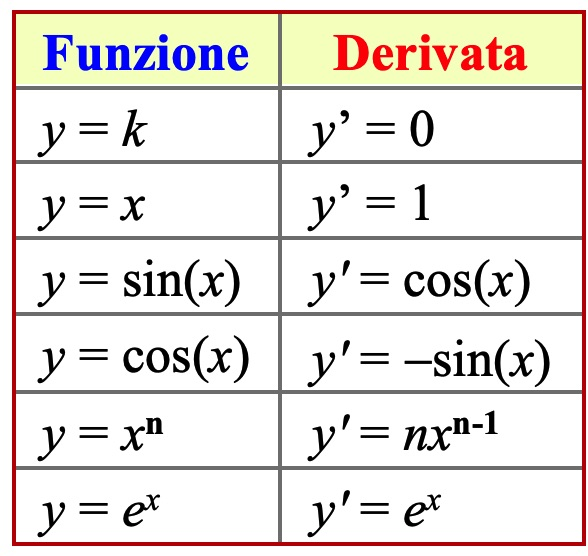 Funzione Derivata
y = k y’ = 0
y = x y’ = 1
y = sin(x) y′ = cos(x)
y = cos(x) y′ = –sin(x)
y = xⁿ y′ = nxⁿ⁻¹
y = eˣ y′ = eˣ